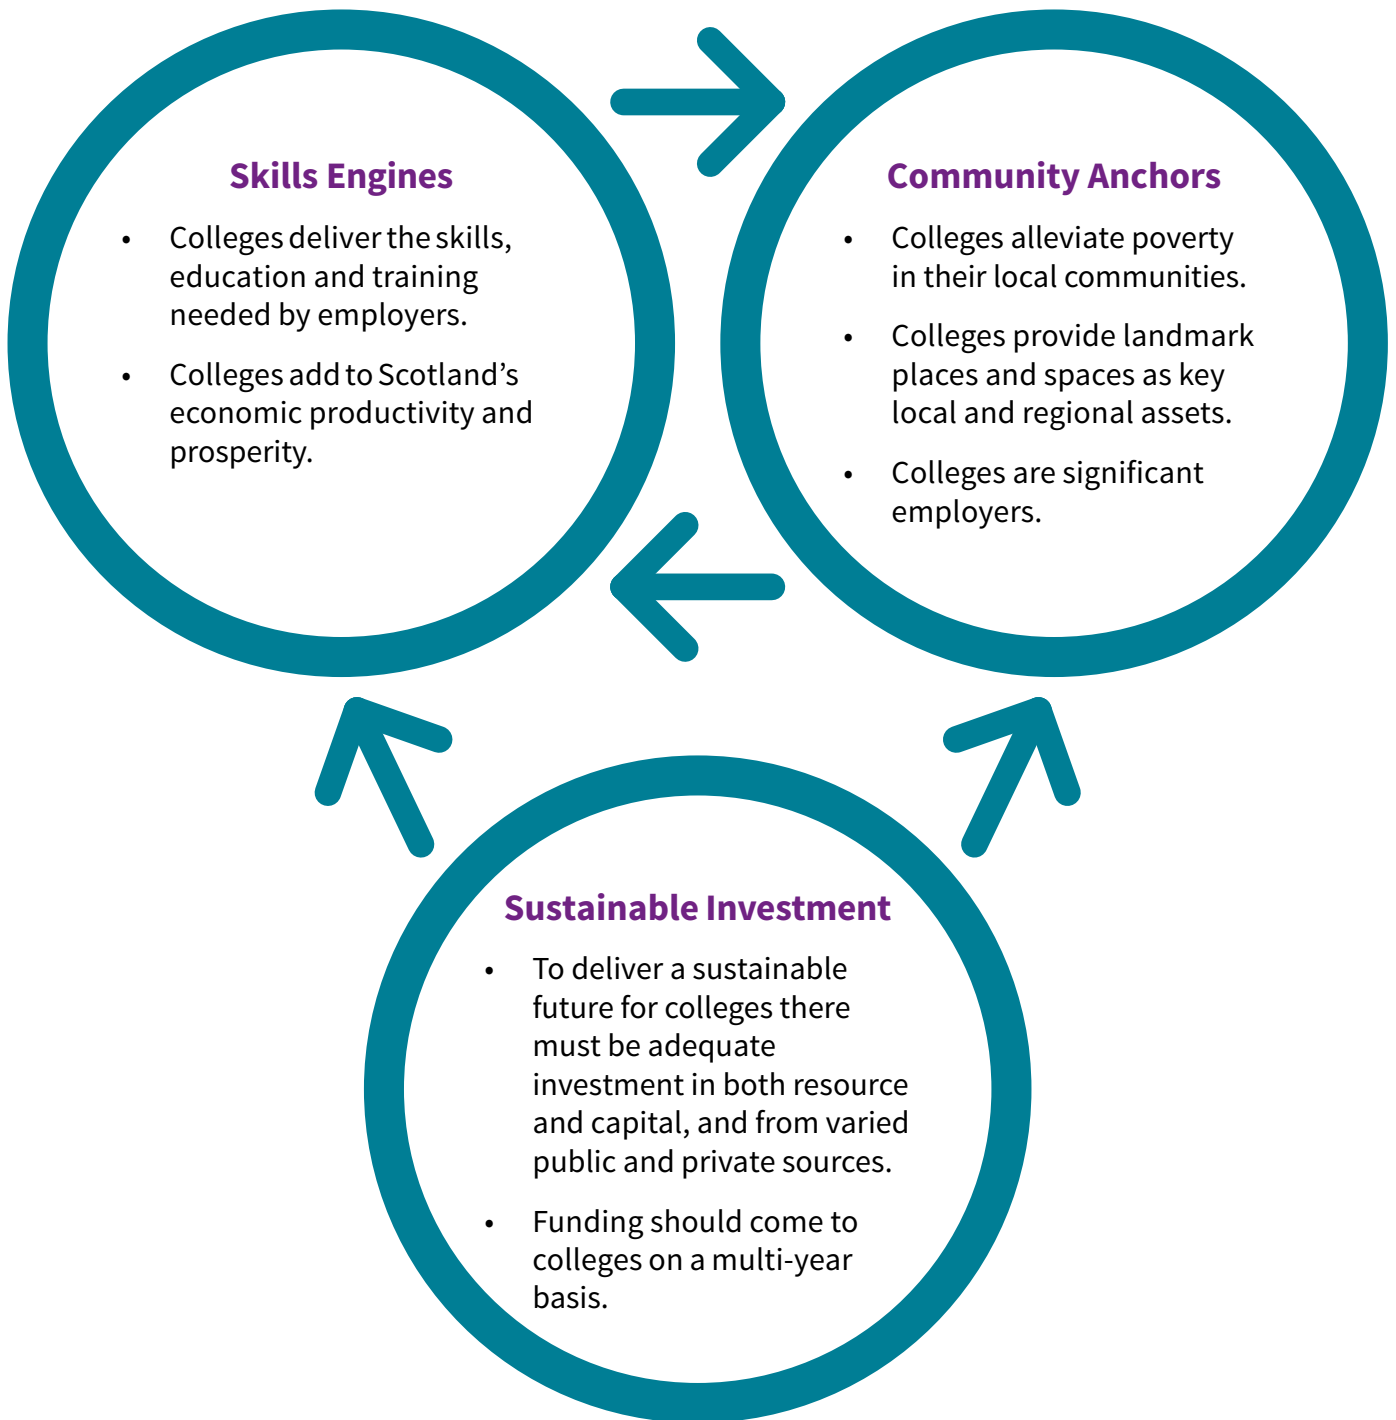 Skills Engines
• Colleges deliver the skills,
education and training
needed by employers.
• Colleges add to Scotland’s
economic productivity and
prosperity.
Community Anchors
• Colleges alleviate poverty
in their local communities.
• Colleges provide landmark
places and spaces as key
local and regional assets.
• Colleges are significant
employers.
Sustainable Investment
• To deliver a sustainable
future for colleges there
must be adequate
investment in both resource
and capital, and from varied
public and private sources.
• Funding should come to
colleges on a multi-year
basis.